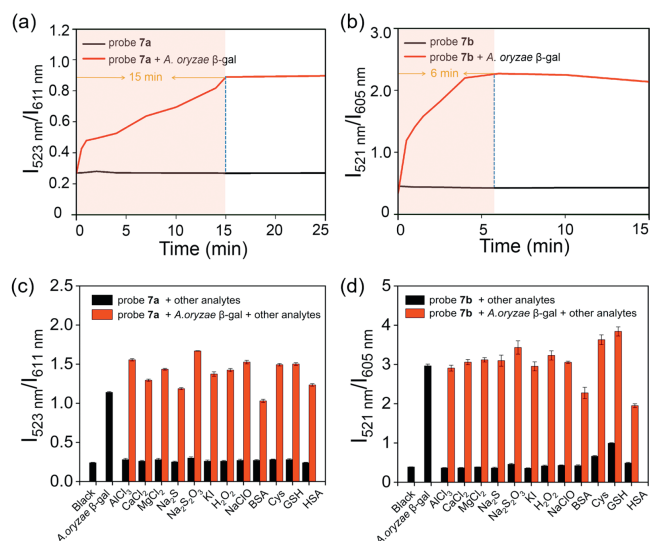 (a)
probe 7a
probe 7a + A. oryzae β-gal
15 min
I523 nm/I611 nm
1.2
1.0
0.8
0.6
0.4
0.2
0.0
0 5 10 15 20 25
Time (min)
(b)
probe 7b
probe 7b + A. oryzae β-gal
6 min
I521 nm/I605 nm
3.0
2.0
1.0
0.0
0 5 10 15
Time (min)
(c)
probe 7a + other analytes
probe 7a + A.oryzae β-gal + other analytes
I523 nm/I611 nm
2.5
2.0
1.5
1.0
0.5
0.0
Black
A.oryzae β-gal
AlCl3
CaCl2
MgCl2
Na2S
Na2S2O3
KI
H2O2
NaClO
BSA
Cys
GSH
HSA
(d)
probe 7b + other analytes
probe 7b + A.oryzae β-gal + other analytes
I521 nm/I605 nm
5
4
3
2
1
0
Black
A.oryzae β-gal
AlCl3
CaCl2
MgCl2
Na2S
Na2S2O3
KI
H2O2
NaClO
BSA
Cys
GSH
HSA